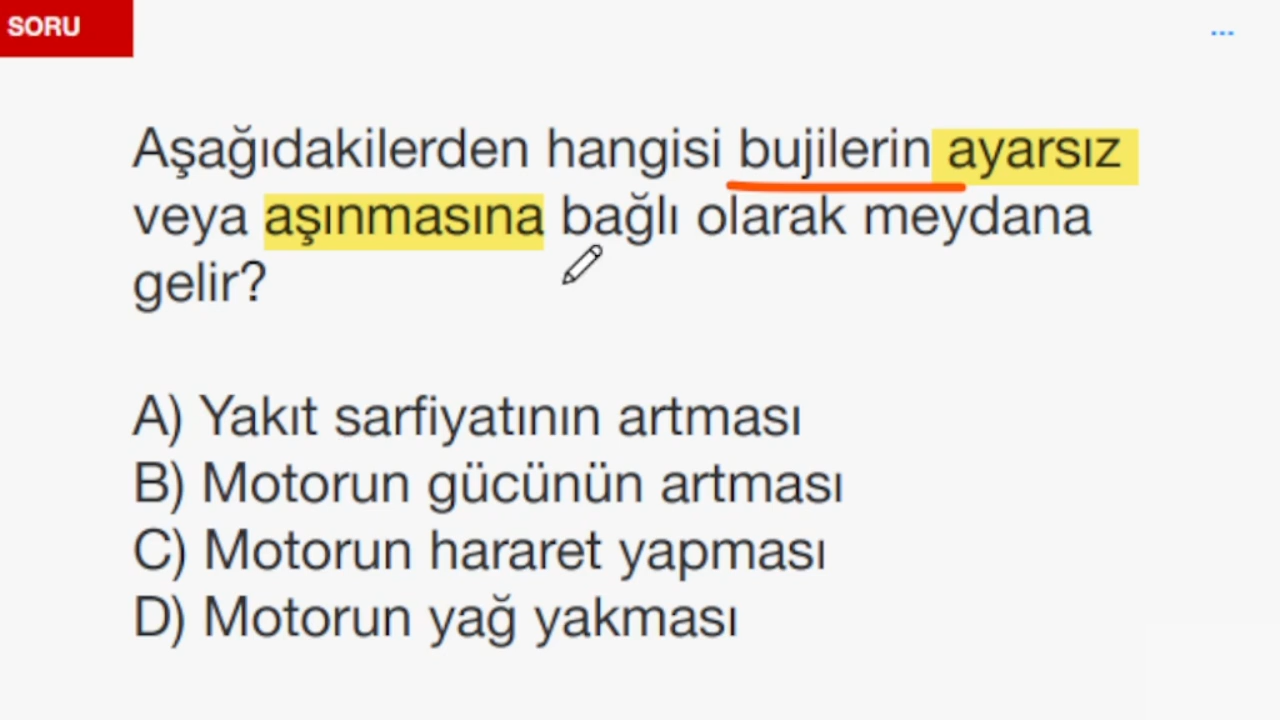 SORU
Aşağıdakilerden hangisi bujilerin ayarsız
veya aşınmasına bağlı olarak meydana
gelir?
A) Yakıt sarfiyatının artması
B) Motorun gücünün artması
C) Motorun hararet yapması
D) Motorun yağ yakması